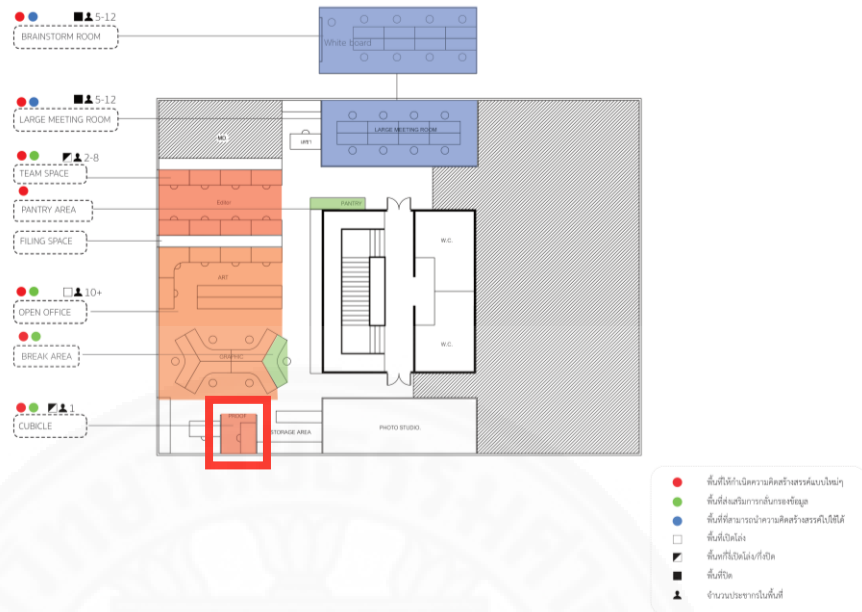 5-12
BRAINSTORM ROOM
White board
5-12
LARGE MEETING ROOM
LARGE MEETING ROOM
MO.
2-8
TEAM SPACE
Editor
PANTRY AREA
PANTRY
FILING SPACE
W.C.
ART
10+
OPEN OFFICE
BREAK AREA
GRAPHIC
W.C.
1
CUBICLE
PROOF
STORAGE AREA
PHOTO STUDIO.
พื้นที่ให้กำเนิดความคิดสร้างสรรค์แบบใหม่ๆ
พื้นที่ส่งเสริมการกลั่นกรองข้อมูล
พื้นที่ที่สามารถนำความคิดสร้างสรรค์ไปใช้ได้
พื้นที่เปิดโล่ง
พื้นที่กึ่งเปิดโล่ง/กึ่งปิด
พื้นที่ปิด
จำนวนประชากรในพื้นที่